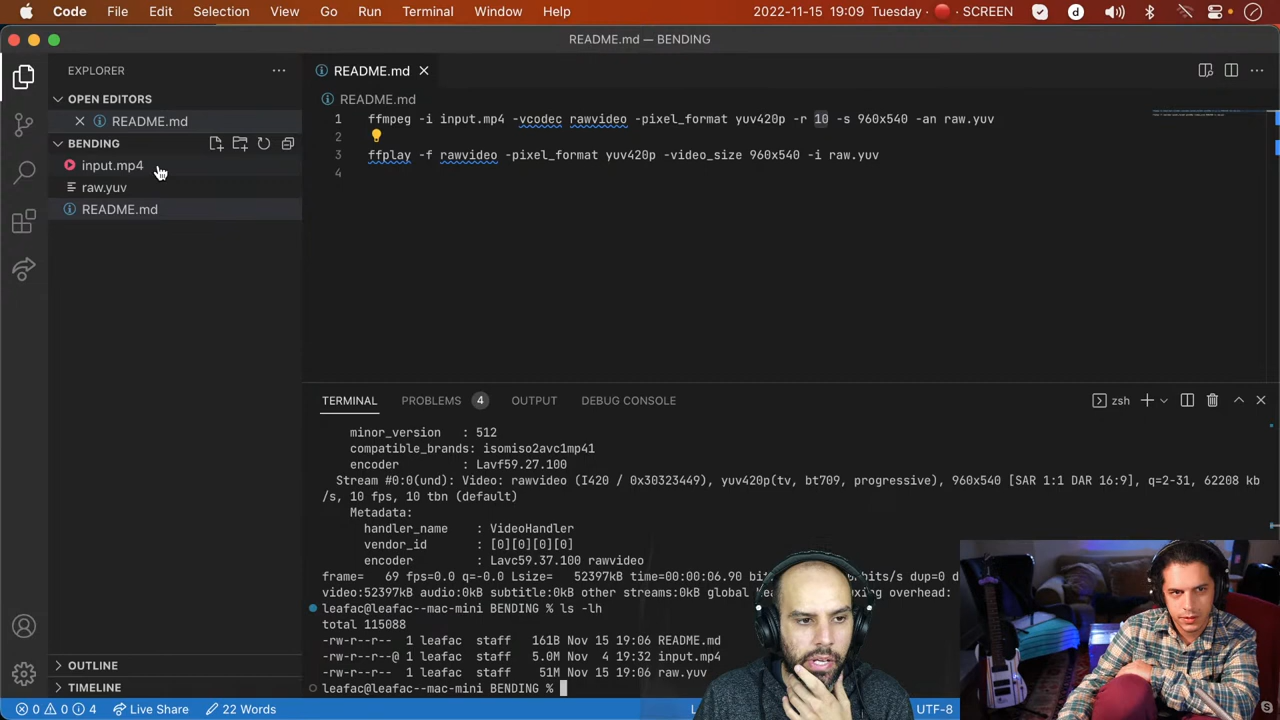 Code File Edit Selection View Go Run Terminal Window Help 2022-11-15 19:09 Tuesday SCREEN
README.md — BENDING
EXPLORER
OPEN EDITORS
README.md
BENDING
input.mp4
raw.yuv
README.md
OUTLINE
TIMELINE
README.md
README.md
1 ffmpeg -i input.mp4 -vcodec rawvideo -pixel_format yuv420p -r 10 -s 960x540 -an raw.yuv
2
3 ffplay -f rawvideo -pixel_format yuv420p -video_size 960x540 -i raw.yuv
4
TERMINAL PROBLEMS 4 OUTPUT DEBUG CONSOLE zsh
minor_version : 512
compatible_brands: isomiso2avc1mp41
encoder : Lavf59.27.100
Stream #0:0(und): Video: rawvideo (I420 / 0x30323449), yuv420p(tv, bt709, progressive), 960x540 [SAR 1:1 DAR 16:9], q=2-31, 62208 kb
/s, 10 fps, 10 tbn (default)
Metadata:
handler_name : VideoHandler
vendor_id : [0][0][0][0]
encoder : Lavc59.37.100 rawvideo
frame= 69 fps=0.0 q=-0.0 Lsize= 52397kB time=00:00:06.90 bits/s dup=0 d
video:52397kB audio:0kB subtitle:0kB other streams:0kB global overhead:
leafac@leafac--mac-mini BENDING % ls -lh
total 115088
-rw-r--r-- 1 leafac staff 161B Nov 15 19:06 README.md
-rw-r--r--@ 1 leafac staff 5.0M Nov 4 19:32 input.mp4
-rw-r--r-- 1 leafac staff 51M Nov 15 19:06 raw.yuv
leafac@leafac--mac-mini BENDING %
0 0 4 Live Share 22 Words UTF-8